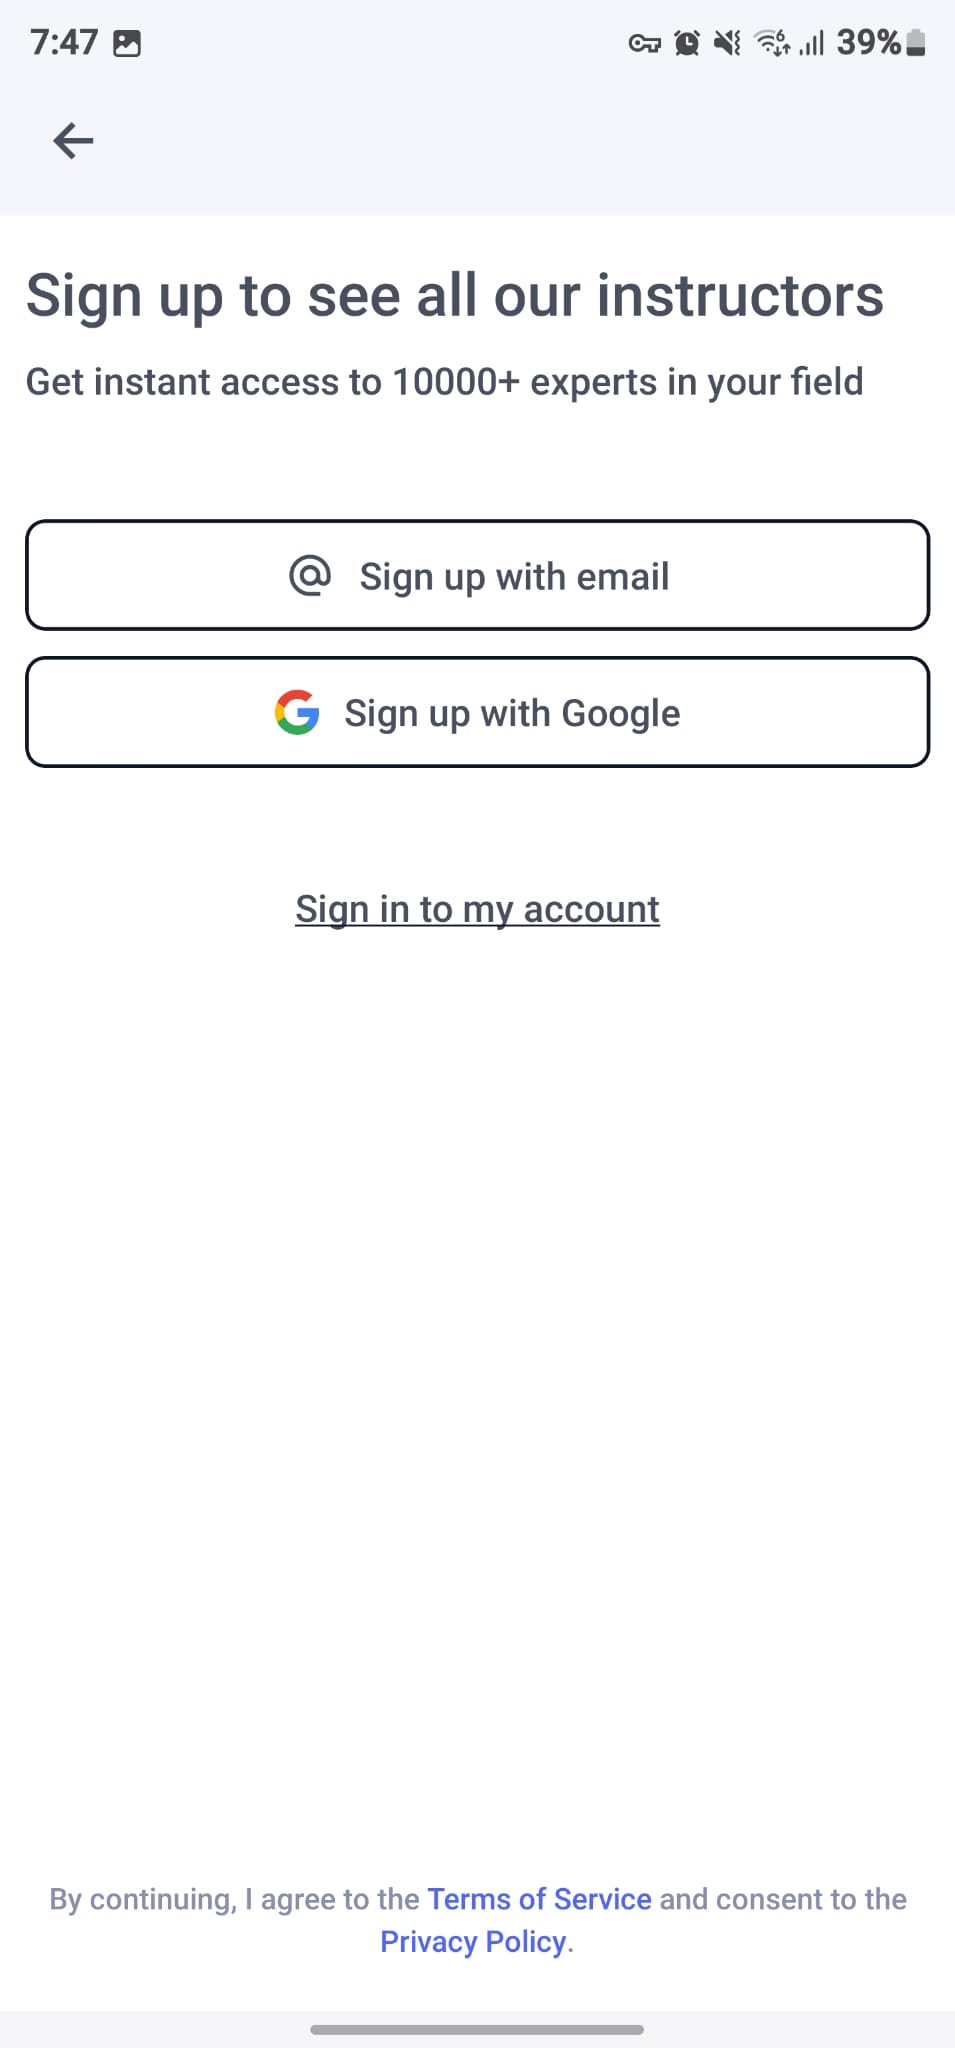 7:47
39%
Sign up to see all our instructors
Get instant access to 10000+ experts in your field
@ Sign up with email
Sign up with Google
Sign in to my account
By continuing, I agree to the Terms of Service and consent to the
Privacy Policy.